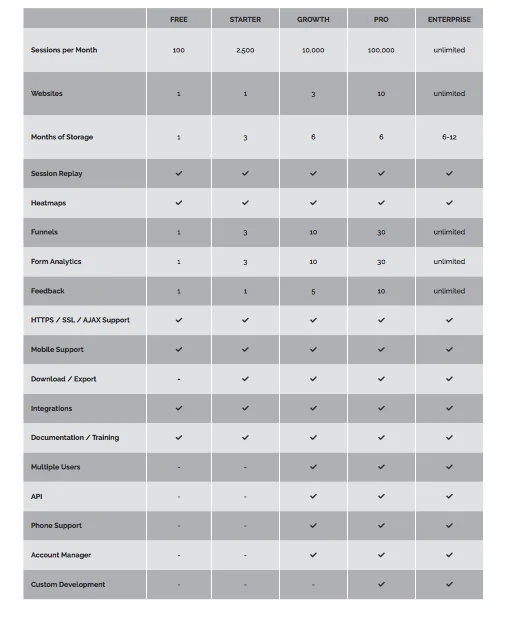 FREE STARTER GROWTH PRO ENTERPRISE
Sessions per Month 100 2,500 10,000 100,000 unlimited
Websites 1 1 3 10 unlimited
Months of Storage 1 3 6 6 6-12
Session Replay ✓ ✓ ✓ ✓ ✓
Heatmaps ✓ ✓ ✓ ✓ ✓
Funnels 1 3 10 30 unlimited
Form Analytics 1 3 10 30 unlimited
Feedback 1 1 5 10 unlimited
HTTPS / SSL / AJAX Support ✓ ✓ ✓ ✓ ✓
Mobile Support ✓ ✓ ✓ ✓ ✓
Download / Export - ✓ ✓ ✓ ✓
Integrations ✓ ✓ ✓ ✓ ✓
Documentation / Training ✓ ✓ ✓ ✓ ✓
Multiple Users - - ✓ ✓ ✓
API - - ✓ ✓ ✓
Phone Support - - ✓ ✓ ✓
Account Manager - - ✓ ✓ ✓
Custom Development - - - ✓ ✓